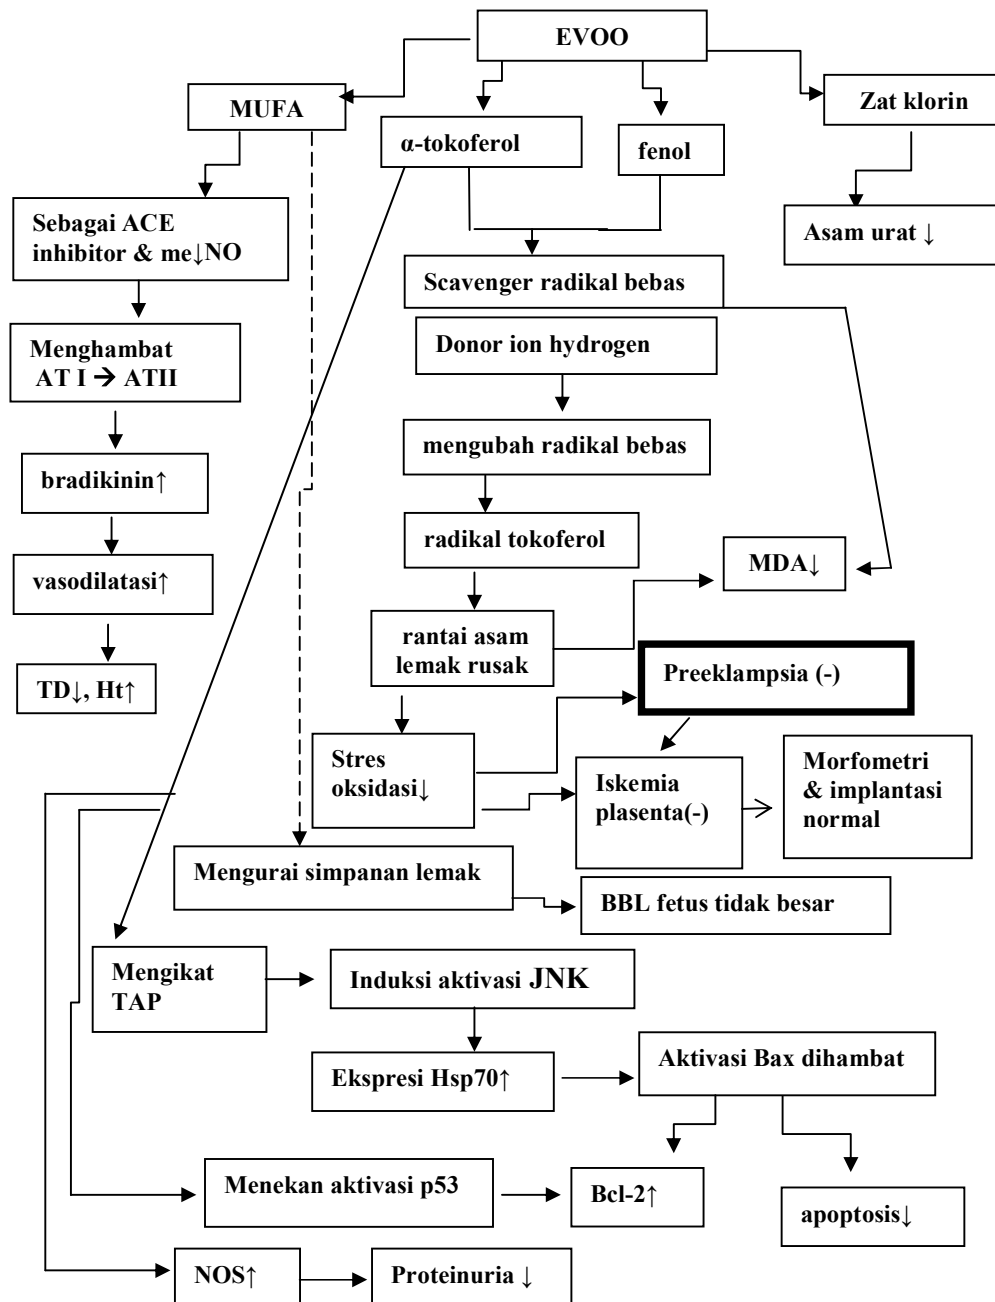 EVOO
MUFA
Zat klorin
α-tokoferol
fenol
Sebagai ACE
inhibitor & me↓NO
Asam urat ↓
Scavenger radikal bebas
Menghambat
AT I → ATII
Donor ion hydrogen
bradikinin↑
mengubah radikal bebas
vasodilatasi↑
radikal tokoferol
MDA↓
TD↓, Ht↑
rantai asam
lemak rusak
Preeklampsia (-)
Stres
oksidasi↓
Iskemia
plasenta(-)
Morfometri
& implantasi
normal
Mengurai simpanan lemak
BBL fetus tidak besar
Mengikat
TAP
Induksi aktivasi JNK
Ekspresi Hsp70↑
Aktivasi Bax dihambat
Menekan aktivasi p53
Bcl-2↑
apoptosis↓
NOS↑
Proteinuria ↓